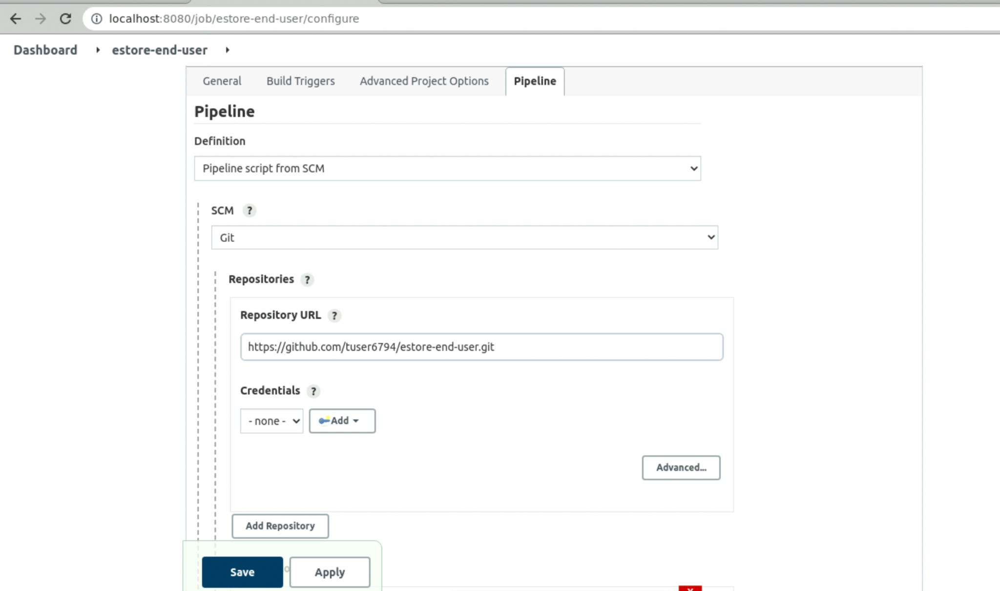 localhost:8080/job/estore-end-user/configure
Dashboard estore-end-user
General Build Triggers Advanced Project Options Pipeline
Pipeline
Definition
Pipeline script from SCM
SCM ?
Git
Repositories ?
Repository URL ?
https://github.com/tuser6794/estore-end-user.git
Credentials ?
- none - Add
Advanced...
Add Repository
Save Apply
X